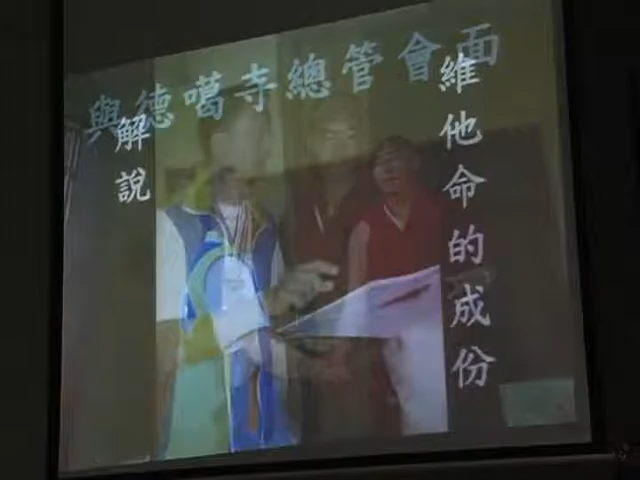 與德噶寺總管會面
維他命的成份
解說